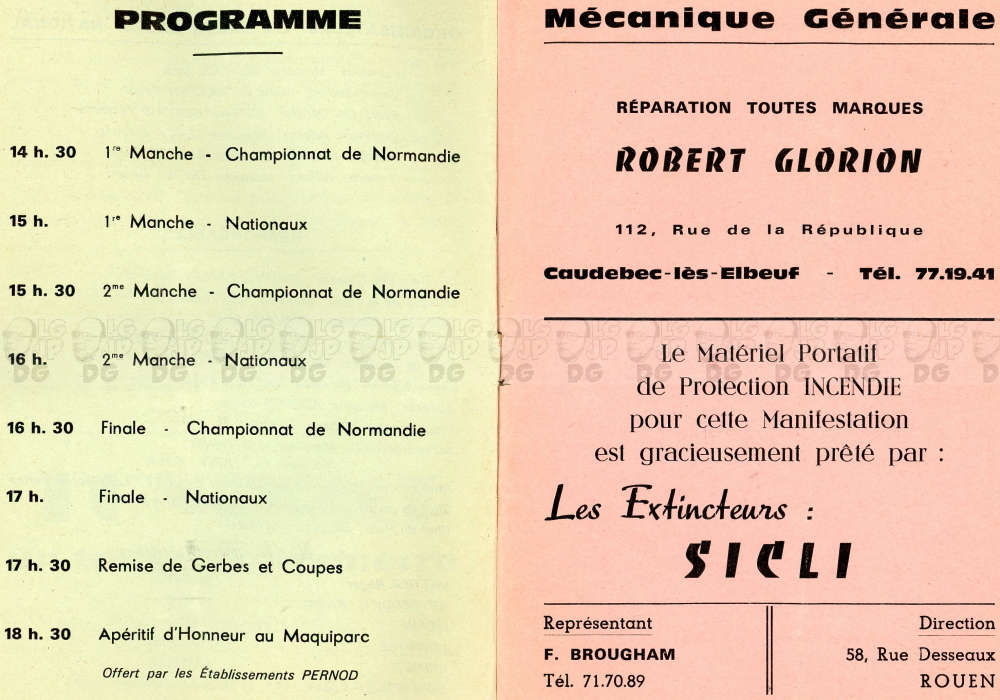 PROGRAMME
14 h. 30 1re Manche - Championnat de Normandie
15 h. 1re Manche - Nationaux
15 h. 30 2me Manche - Championnat de Normandie
16 h. 2me Manche - Nationaux
16 h. 30 Finale - Championnat de Normandie
17 h. Finale - Nationaux
17 h. 30 Remise de Gerbes et Coupes
18 h. 30 Apéritif d'Honneur au Maquiparc
Offert par les Établissements PERNOD
Mécanique Générale
RÉPARATION TOUTES MARQUES
ROBERT GLORION
112, Rue de la République
Caudebec-lès-Elbeuf - Tél. 77.19.41
Le Matériel Portatif
de Protection INCENDIE
pour cette Manifestation
est gracieusement prêté par :
Les Extincteurs :
SICLI
Représentant
F. BROUGHAM
Tél. 71.70.89
Direction
58, Rue Desseaux
ROUEN